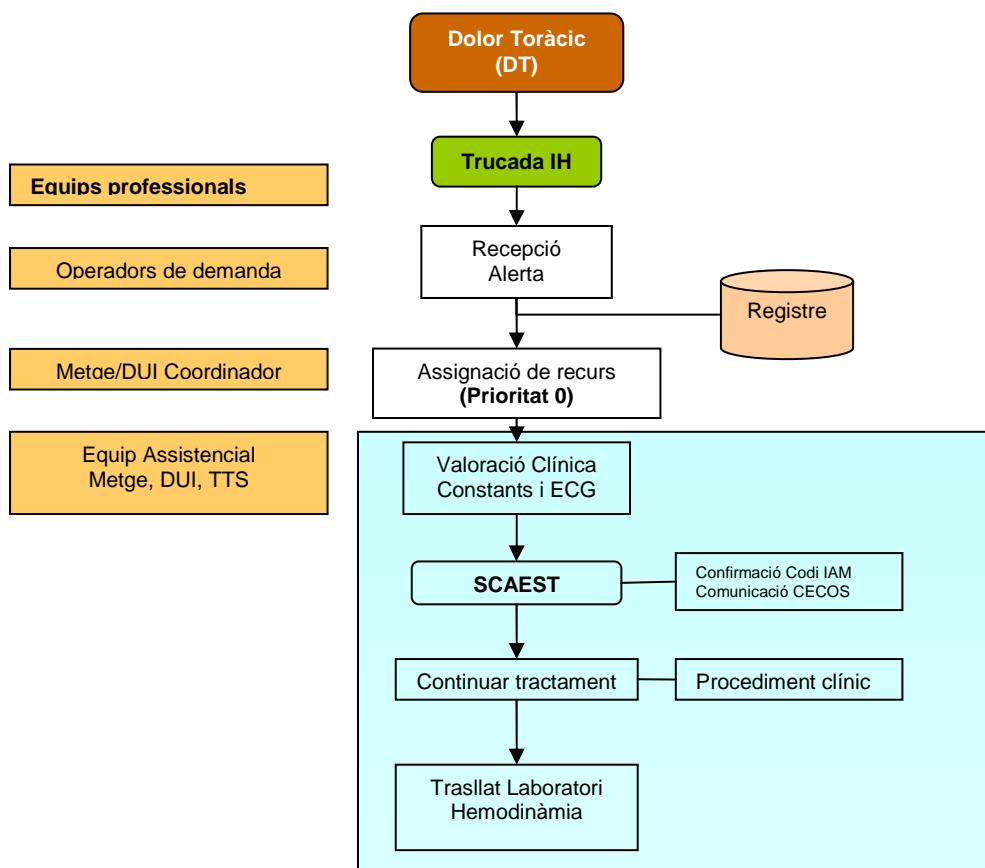 Dolor Toràcic
(DT)
Trucada IH
Equips professionals
Recepció
Alerta
Operadors de demanda
Registre
Metge/DUI Coordinador
Assignació de recurs
(Prioritat 0)
Equip Assistencial
Metge, DUI, TTS
Valoració Clínica
Constants i ECG
SCAEST
Confirmació Codi IAM
Comunicació CECOS
Continuar tractament
Procediment clínic
Trasllat Laboratori
Hemodinàmia